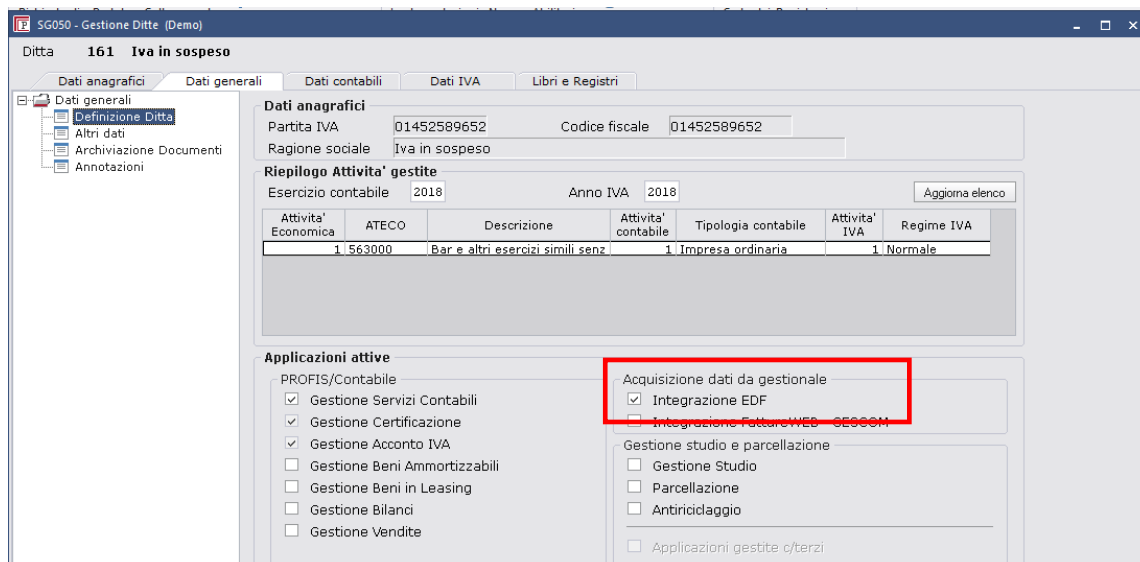 SG050 - Gestione Ditte (Demo)
Ditta 161 Iva in sospeso
Dati anagrafici Dati generali Dati contabili Dati IVA Libri e Registri
Dati generali
Definizione Ditta
Altri dati
Archiviazione Documenti
Annotazioni
Dati anagrafici
Partita IVA 01452589652 Codice fiscale 01452589652
Ragione sociale Iva in sospeso
Riepilogo Attivita' gestite
Esercizio contabile 2018 Anno IVA 2018 Aggiorna elenco
Attivita' Economica ATECO Descrizione Attivita' contabile Tipologia contabile Attivita' IVA Regime IVA
1 563000 Bar e altri esercizi simili senz 1 Impresa ordinaria 1 Normale
Applicazioni attive
PROFIS/Contabile
Gestione Servizi Contabili
Gestione Certificazione
Gestione Acconto IVA
Gestione Beni Ammortizzabili
Gestione Beni in Leasing
Gestione Bilanci
Gestione Vendite
Acquisizione dati da gestionale
Integrazione EDF
Integrazione FattureWEB - GESCOM
Gestione studio e parcellazione
Gestione Studio
Parcellazione
Antiriciclaggio
Applicazioni gestite c/terzi